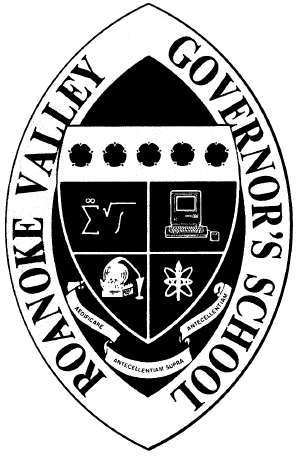 ROANOKE VALLEY
GOVERNOR'S SCHOOL
AEDIFICARE
ANTECELLENTIAM SUPRA
ANTECELLENTIAM